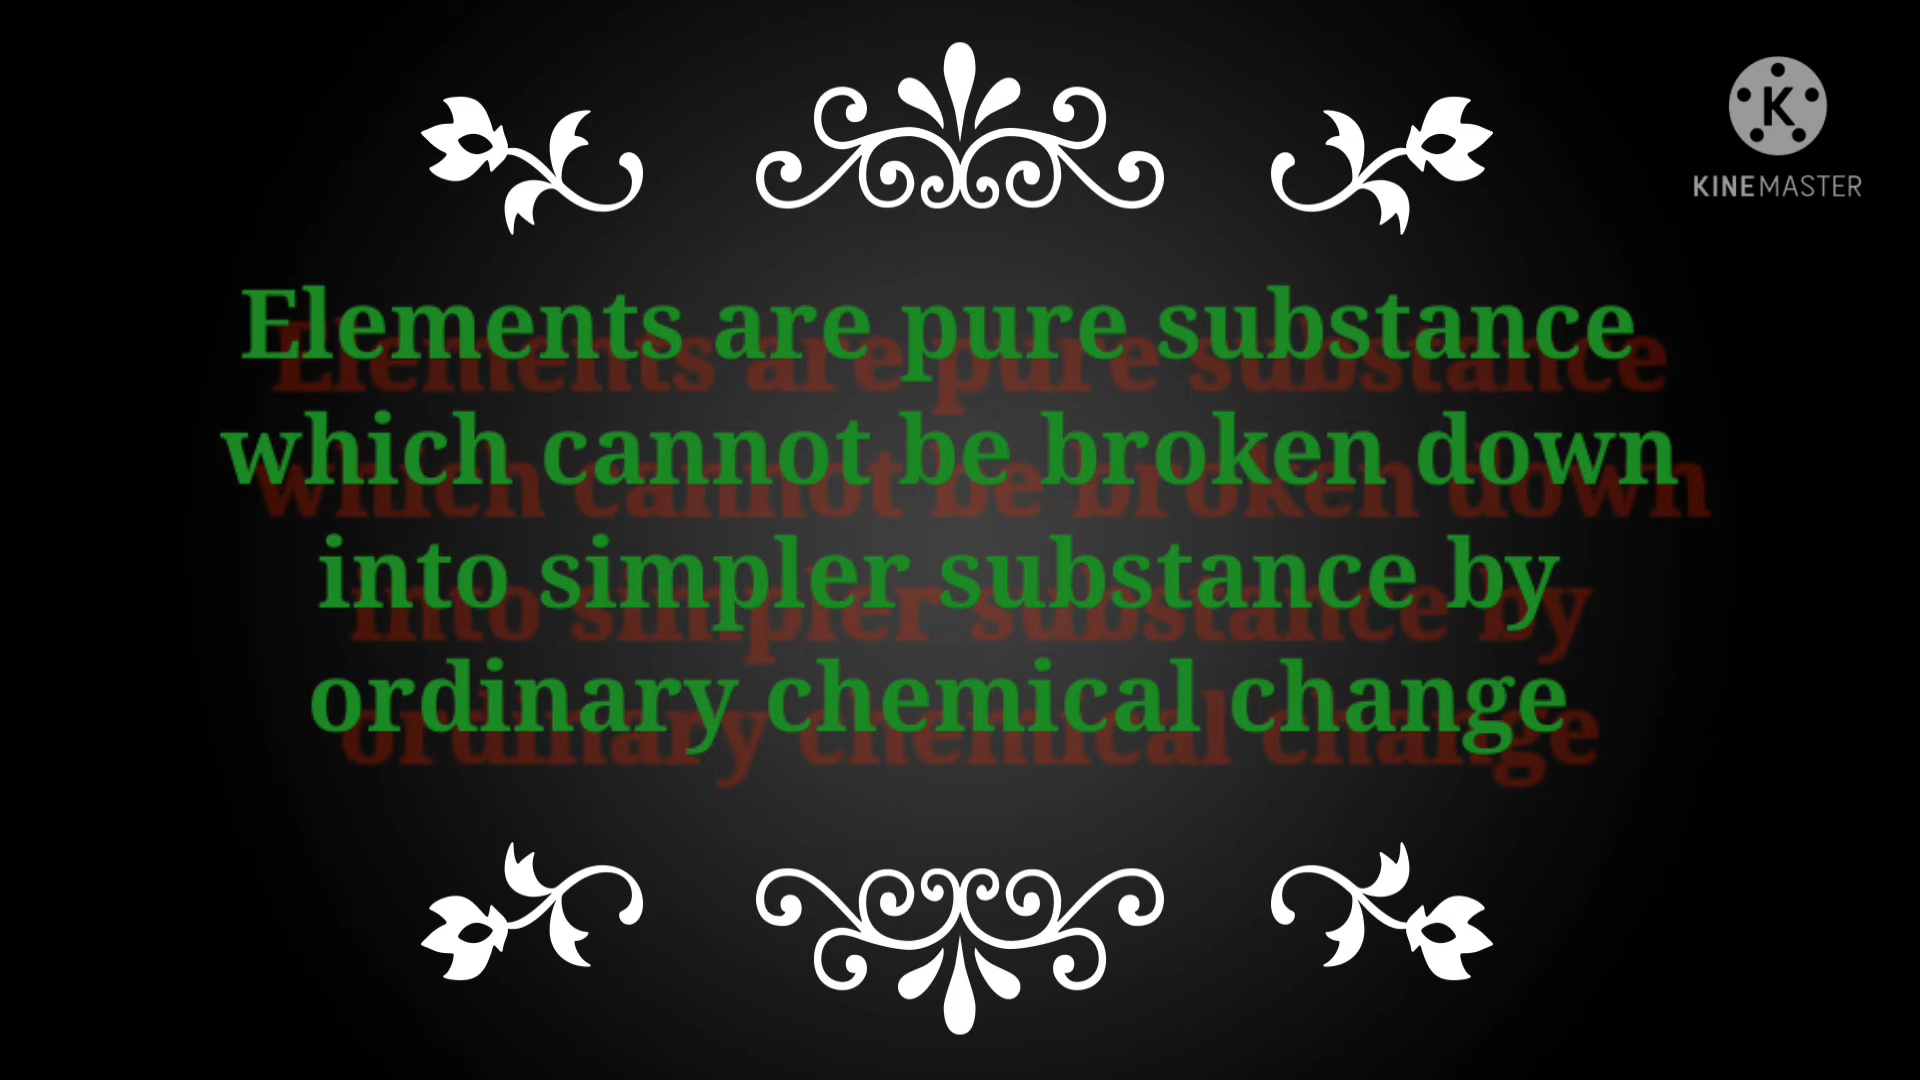 K
KINEMASTER
Elements are pure substance
which cannot be broken down
into simpler substance by
ordinary chemical change